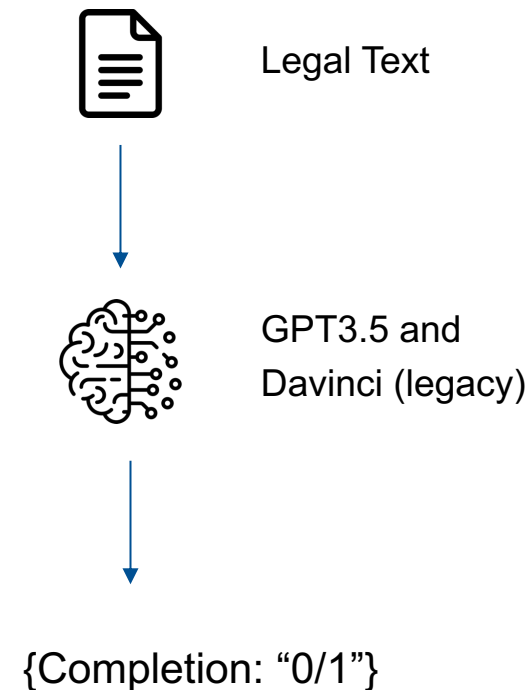 Legal Text
GPT3.5 and
Davinci (legacy)
{Completion: “0/1”}